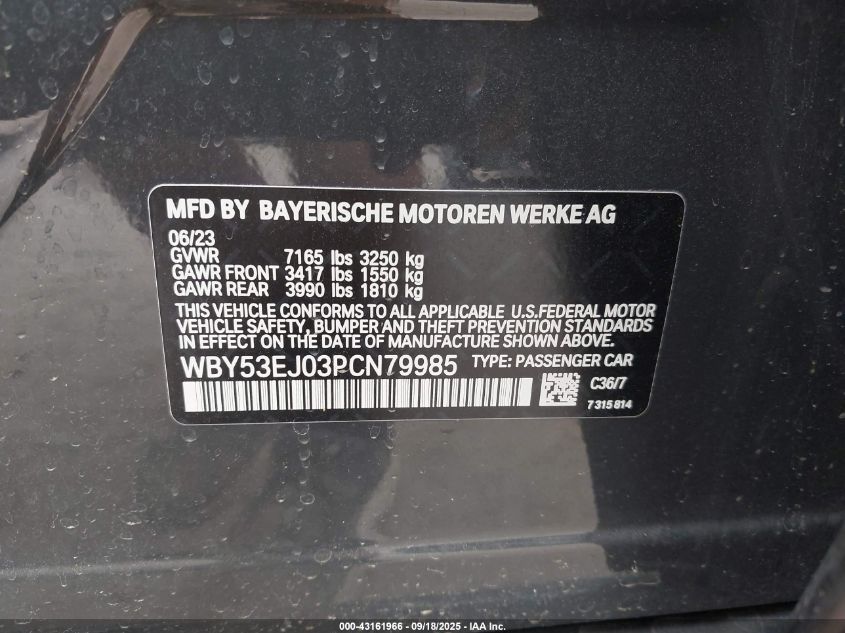 MFD BY BAYERISCHE MOTOREN WERKE AG
06/23
GVWR 7165 lbs 3250 kg
GAWR FRONT 3417 lbs 1550 kg
GAWR REAR 3990 lbs 1810 kg
THIS VEHICLE CONFORMS TO ALL APPLICABLE U.S.FEDERAL MOTOR
VEHICLE SAFETY, BUMPER AND THEFT PREVENTION STANDARDS
IN EFFECT ON THE DATE OF MANUFACTURE SHOWN ABOVE.
WBY53EJ03PCN79985 TYPE: PASSENGER CAR
C36/7
7 315 814
000-43161966 - 09/18/2025 - IAA Inc.